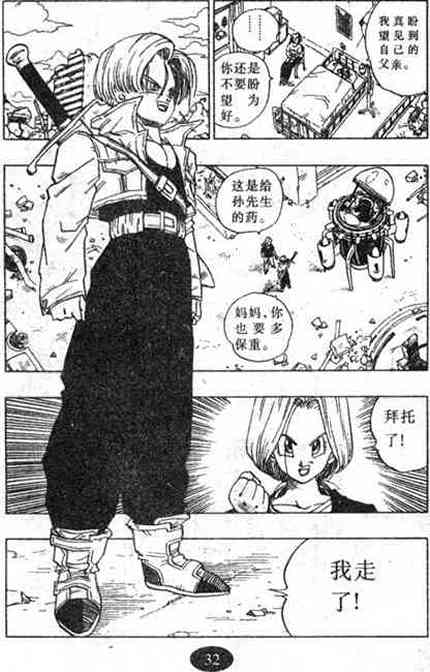 我真盼
望见到
自己的
父亲。
……
你还是
不要盼
望为
好。
这是给
孙先生
的药。
妈妈，你
也要多
保重。
拜托
了！
我走
了！
32